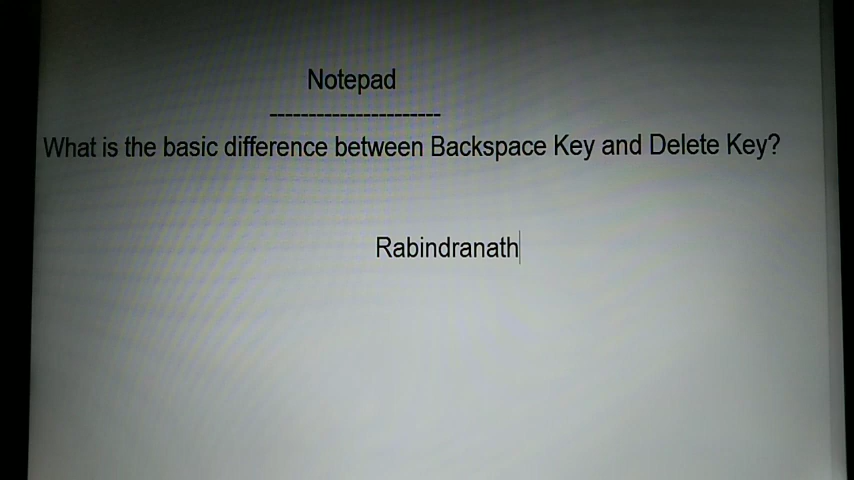 Notepad
----------------------
What is the basic difference between Backspace Key and Delete Key?
Rabindranath